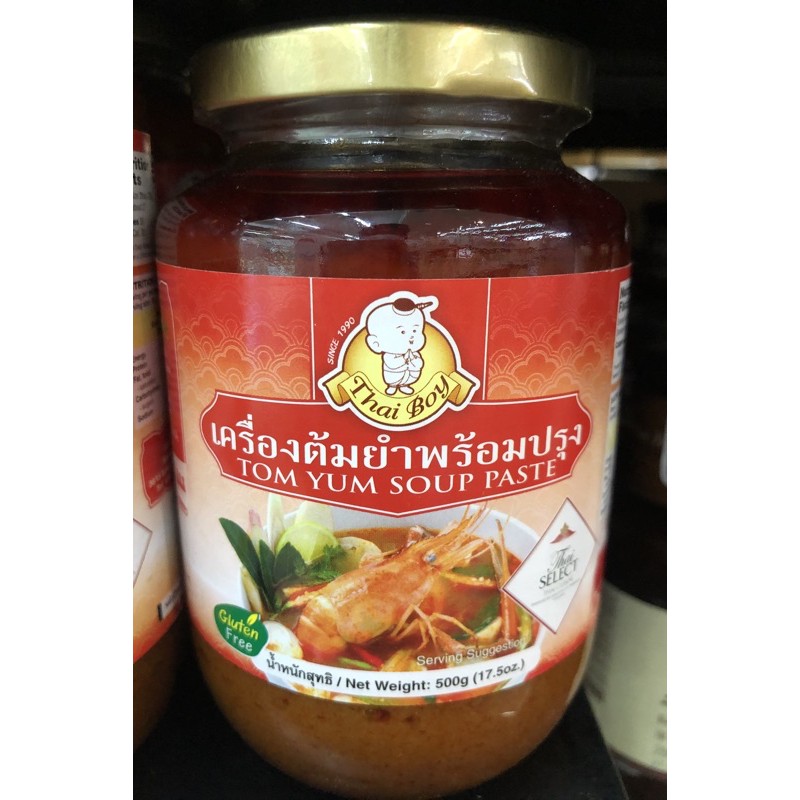 SINCE 1990
Thai Boy
เครื่องต้มยำพร้อมปรุง
TOM YUM SOUP PASTE
Thai
SELECT
Gluten
Free
Serving Suggestion
น้ำหนักสุทธิ / Net Weight: 500g (17.5oz.)